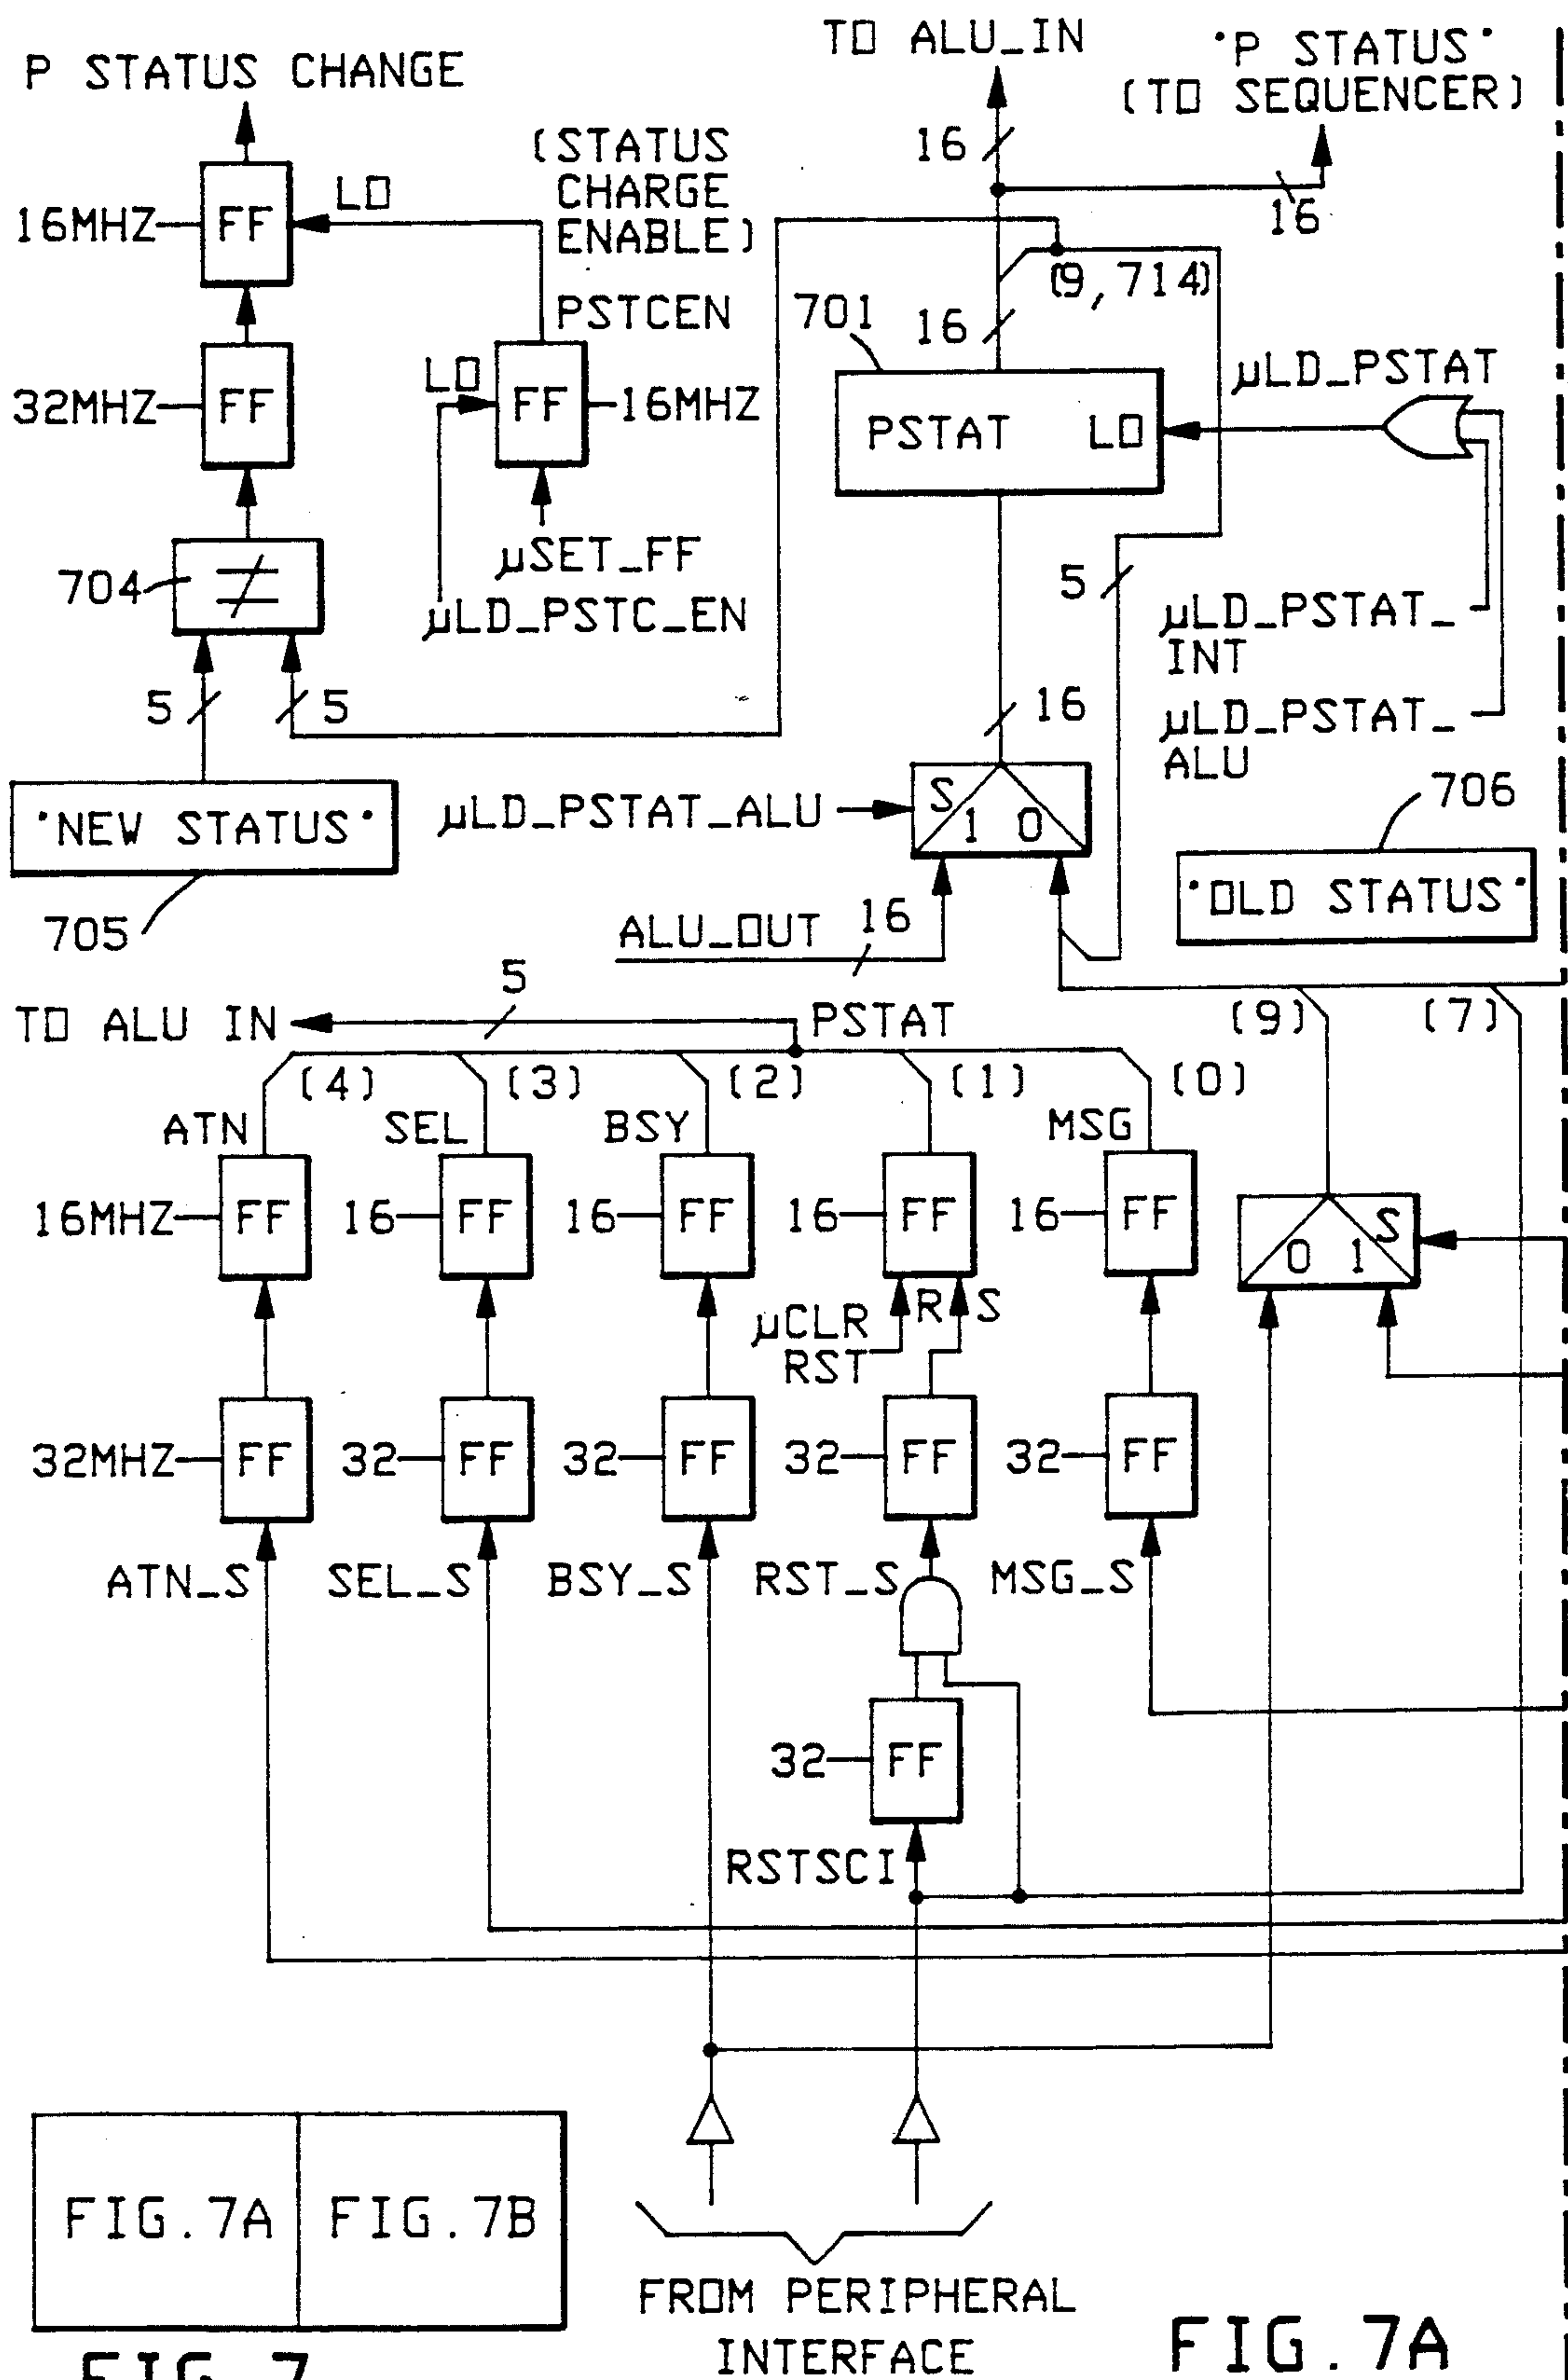 TO ALU_IN
"P STATUS"
(TO SEQUENCER)
P STATUS CHANGE
16
16
(STATUS
CHARGE
ENABLE)
LD
16MHZ
FF
(9,714)
701
16
PSTCEN
µLD_PSTAT
LD
32MHZ
FF
FF
16MHZ
PSTAT LD
704
≠
µSET_FF
µLD_PSTC_EN
5
µLD_PSTAT_
INT
5
5
16
µLD_PSTAT_
ALU
"NEW STATUS"
µLD_PSTAT_ALU
S
1 0
706
"OLD STATUS"
705
ALU_OUT
16
5
TO ALU IN
PSTAT
(9)
(7)
(4)
(3)
(2)
(1)
(0)
ATN
SEL
BSY
MSG
16MHZ
FF
16
FF
16
FF
16
FF
16
FF
S
0 1
µCLR
RST
R
S
32MHZ
FF
32
FF
32
FF
32
FF
32
FF
ATN_S
SEL_S
BSY_S
RST_S
MSG_S
32
FF
RSTSCI
FIG.7A
FIG.7B
FROM PERIPHERAL
INTERFACE
FIG.7A
FIG.7